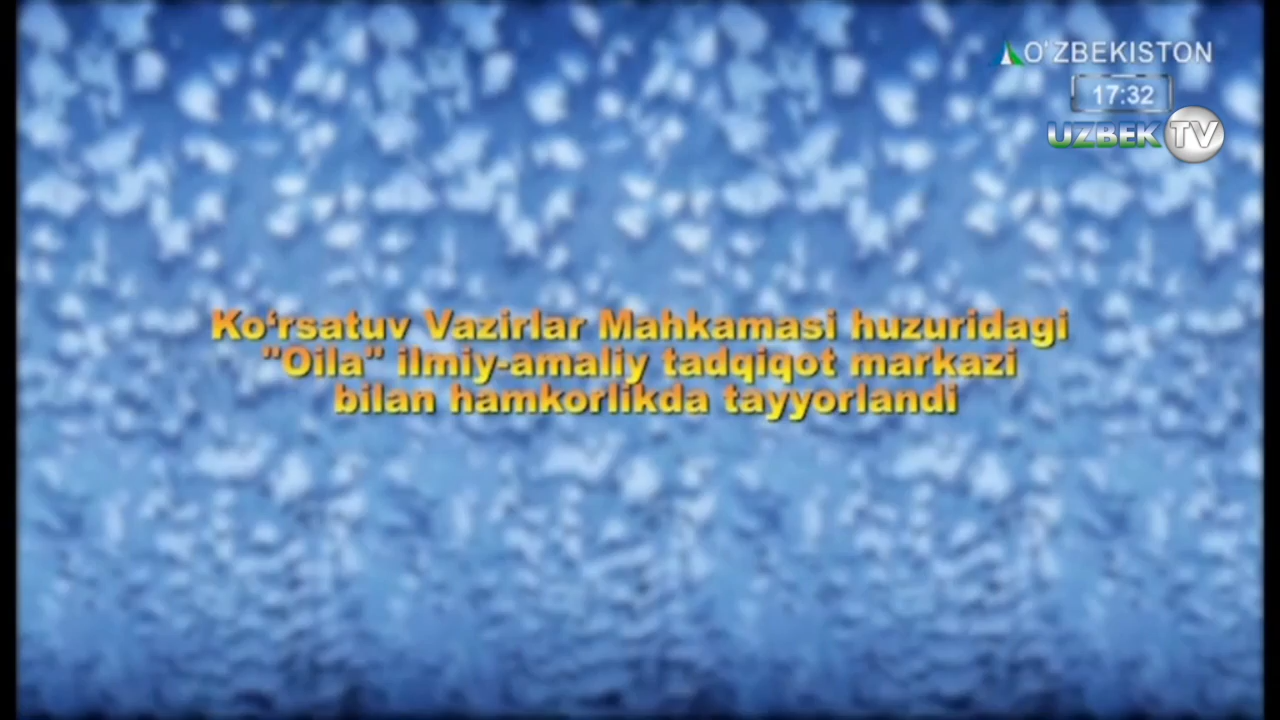 O'ZBEKISTON
17:32
UZBEK TV
Ko‘rsatuv Vazirlar Mahkamasi huzuridagi
"Oila" ilmiy-amaliy tadqiqot markazi
bilan hamkorlikda tayyorlandi